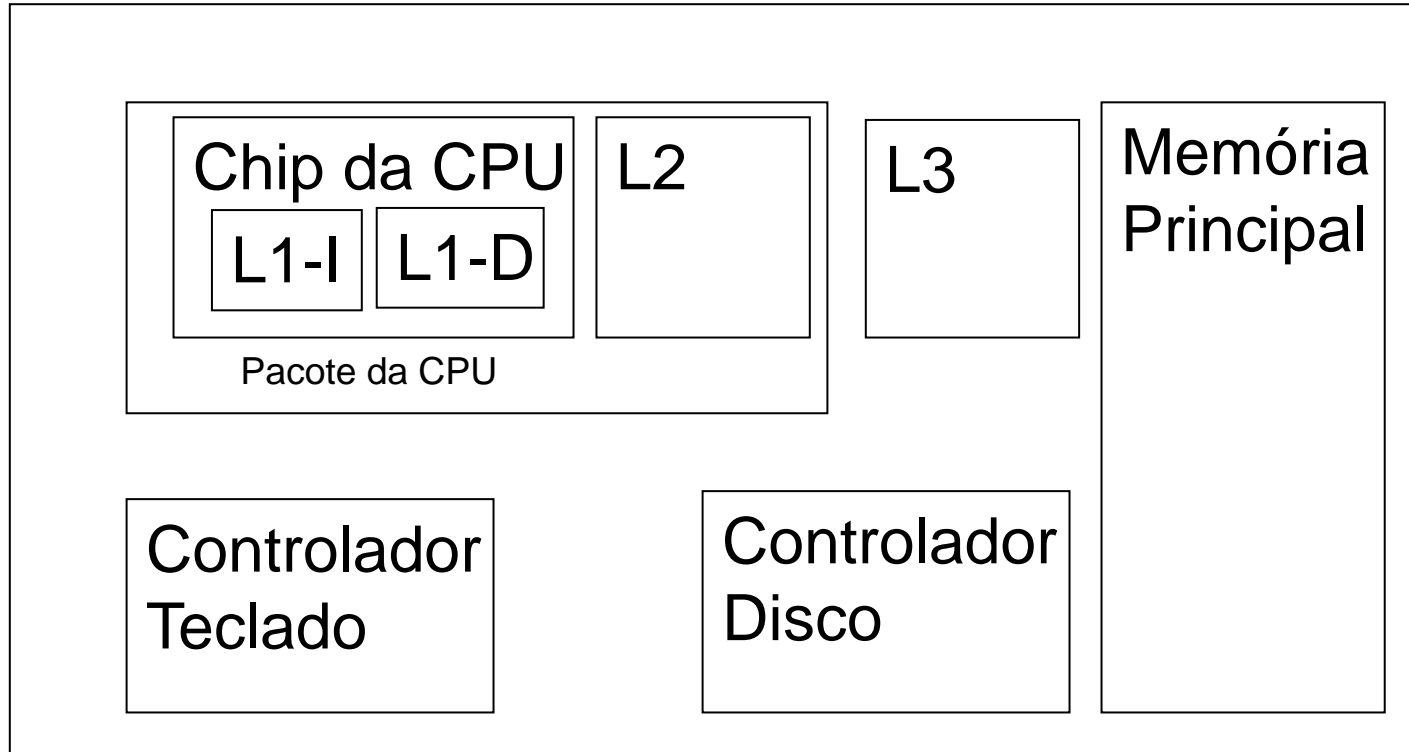 Chip da CPU
L1-I
L1-D
Pacote da CPU
L2
L3
Memória
Principal
Controlador
Teclado
Controlador
Disco